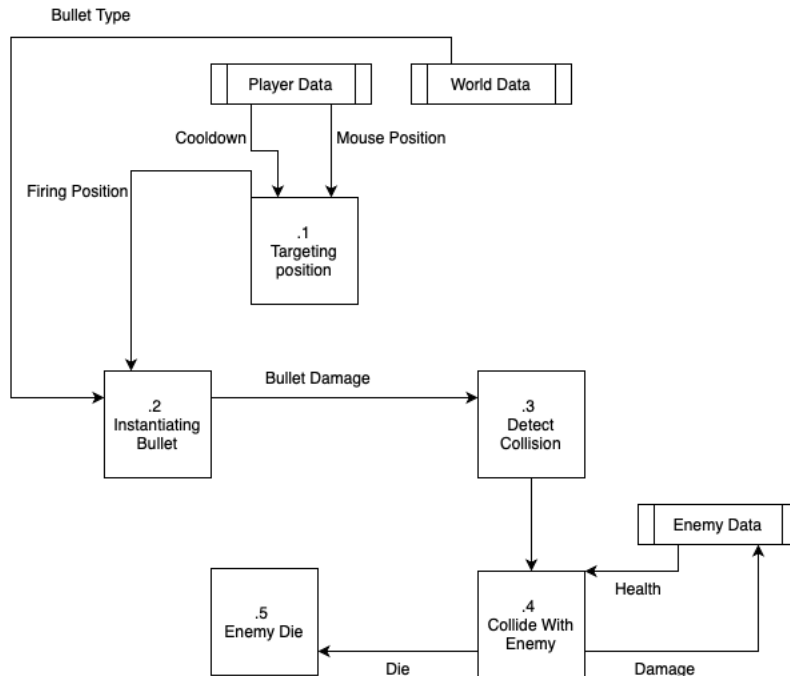 Bullet Type
Player Data
World Data
Cooldown
Mouse Position
Firing Position
.1
Targeting
position
Bullet Damage
.2
Instantiating
Bullet
.3
Detect
Collision
Enemy Data
Health
.5
Enemy Die
.4
Collide With
Enemy
Die
Damage